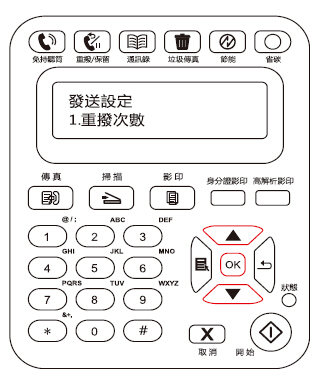 免持聽筒 重撥/保留 通訊錄 垃圾傳真 節能 省碳
發送設定
1.重撥次數
傳真 掃描 影印 身分證影印 高解析影印
@/: ABC DEF
1 2 3
GHI JKL MNO
4 5 6
OK
PQRS TUV WXYZ
7 8 9
狀態
&+,
* 0 #
X
取消 開始